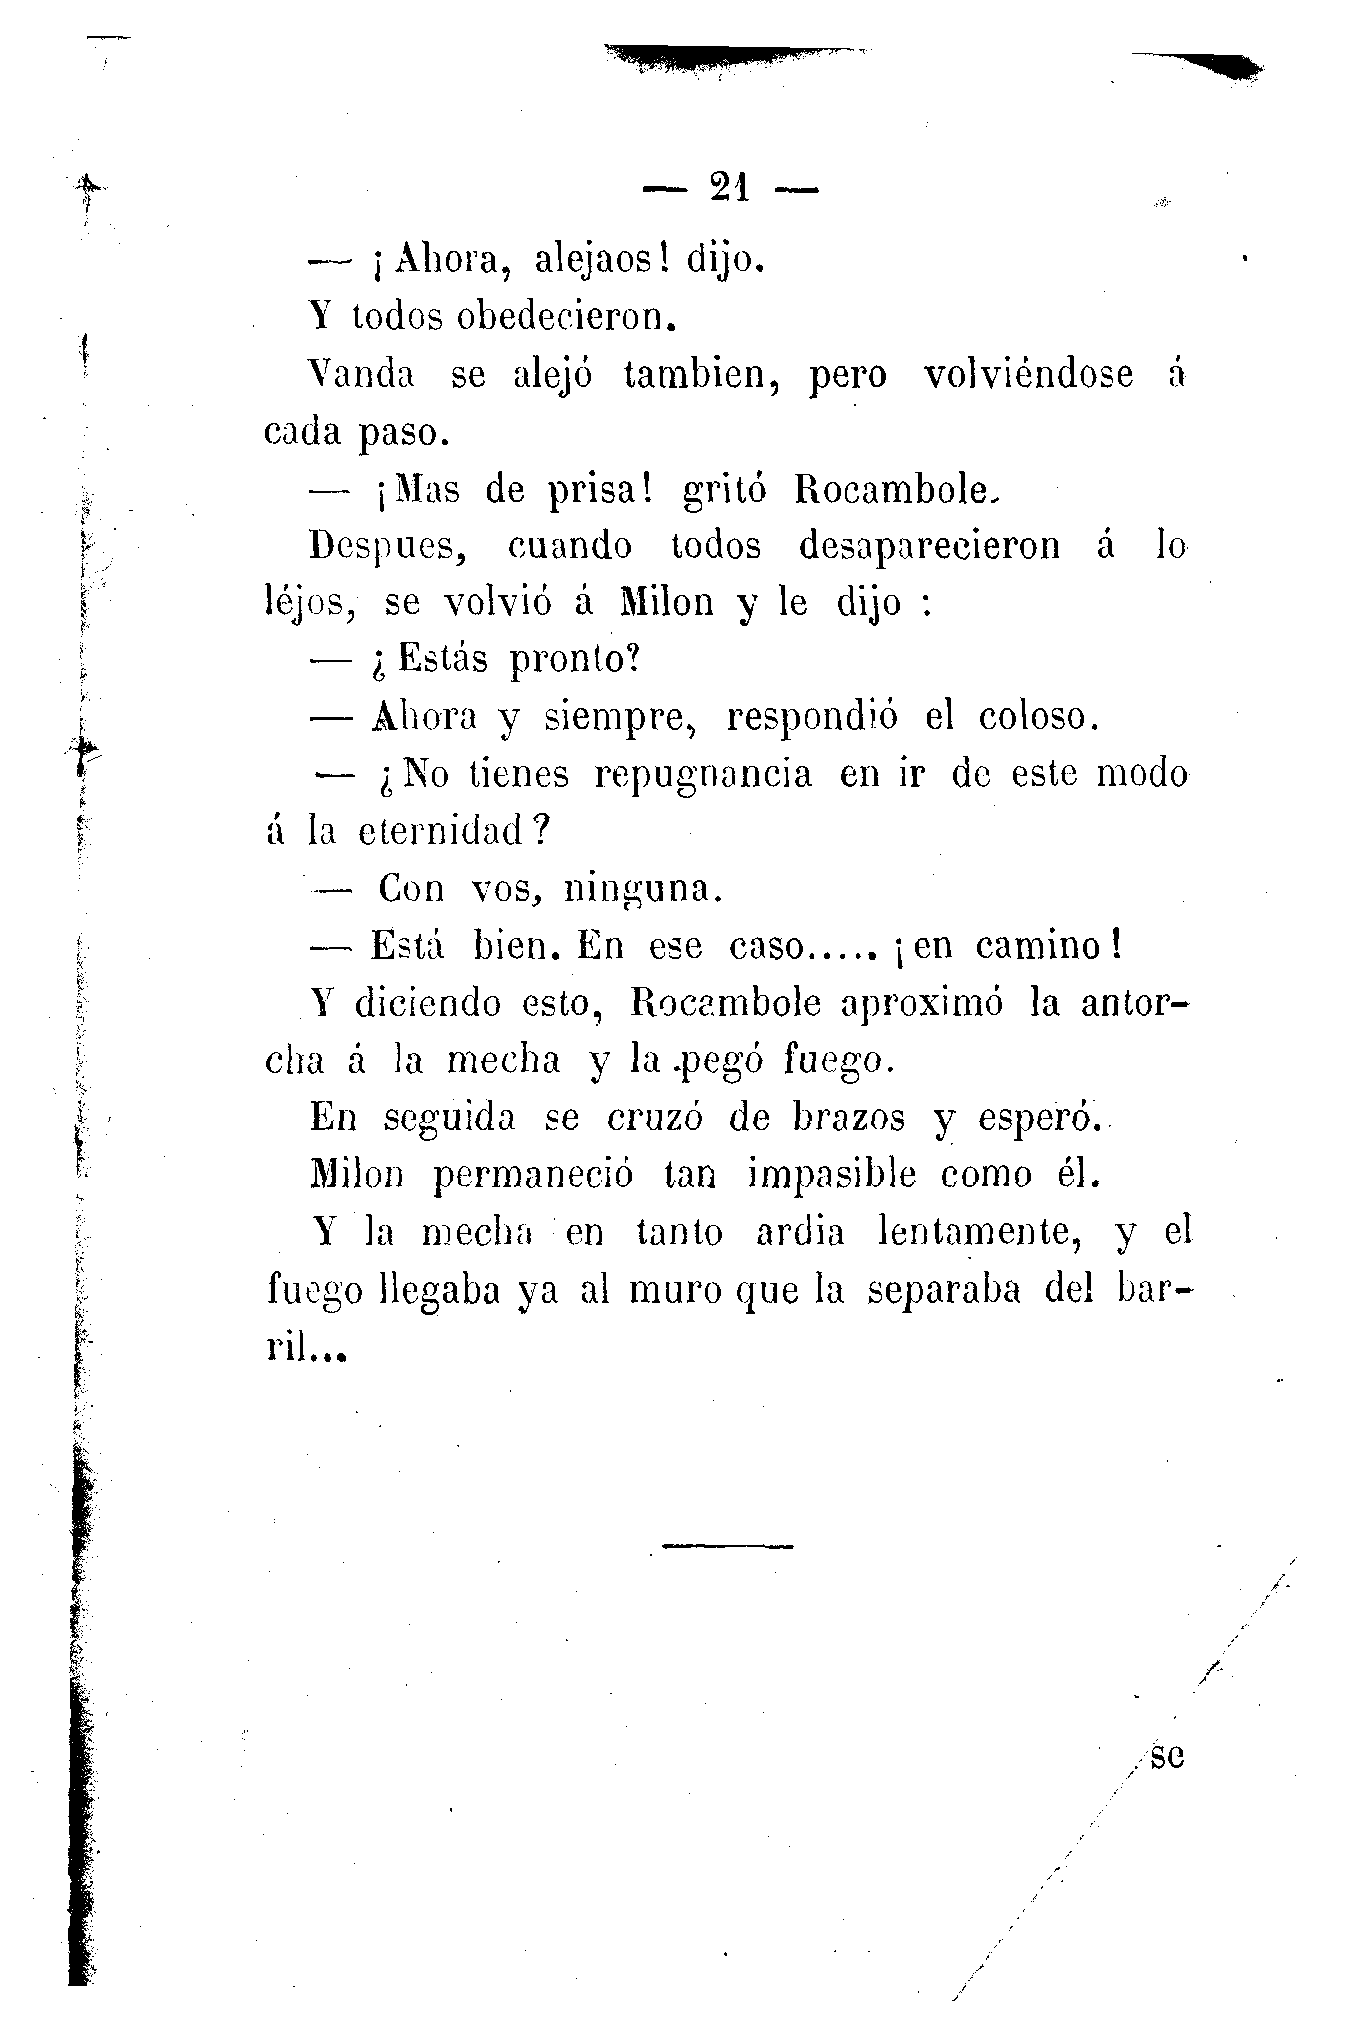 — 21 —
— ¡Ahora, alejaos! dijo.
Y todos obedecieron.
Vanda se alejó tambien, pero volviéndose á
cada paso.
— ¡Mas de prisa! gritó Rocambole.
Despues, cuando todos desaparecieron á lo
léjos, se volvió á Milon y le dijo :
— ¿Estás pronto?
— Ahora y siempre, respondió el coloso.
— ¿No tienes repugnancia en ir de este modo
á la eternidad?
— Con vos, ninguna.
— Está bien. En ese caso..... ¡en camino!
Y diciendo esto, Rocambole aproximó la antor-
cha á la mecha y la pegó fuego.
En seguida se cruzó de brazos y esperó.
Milon permaneció tan impasible como él.
Y la mecha en tanto ardia lentamente, y el
fuego llegaba ya al muro que la separaba del bar-
ril...
se